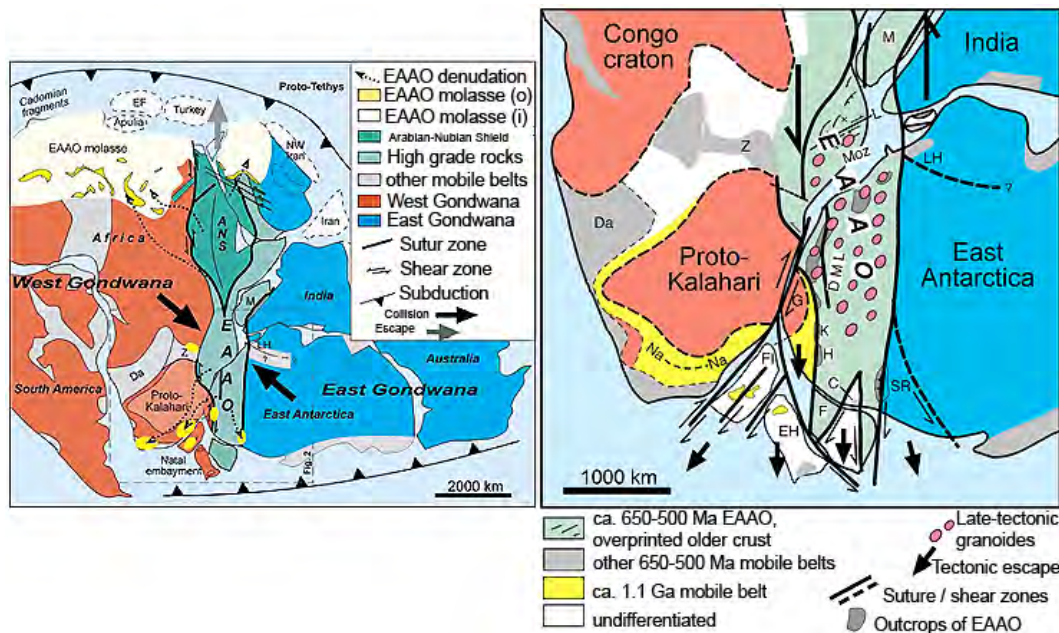 Cadomian
fragments
EF
Turkey
Apulia
Proto-Tethys
NW
Iran
EAAO molasse
Iran
Africa
ANS
West Gondwana
M
India
EAAO
LH
?
Z
Da
Australia
South America
Proto-
Kalahari
East Gondwana
East Antarctica
Natal
embayment
Fig.2
2000 km
EAAO denudation
EAAO molasse (o)
EAAO molasse (i)
Arabian-Nubian Shield
High grade rocks
other mobile belts
West Gondwana
East Gondwana
Sutur zone
Shear zone
Subduction
Collision
Escape
Congo
craton
M
India
L
Z
Moz
EAAO
LH
?
Da
Proto-
Kalahari
DML
East
Antarctica
G
Na
Na
K
H
FI
C
SR
F
EH
1000 km
ca. 650-500 Ma EAAO,
overprinted older crust
other 650-500 Ma mobile belts
ca. 1.1 Ga mobile belt
undifferentiated
Late-tectonic
granoides
Tectonic escape
Suture / shear zones
Outcrops of EAAO